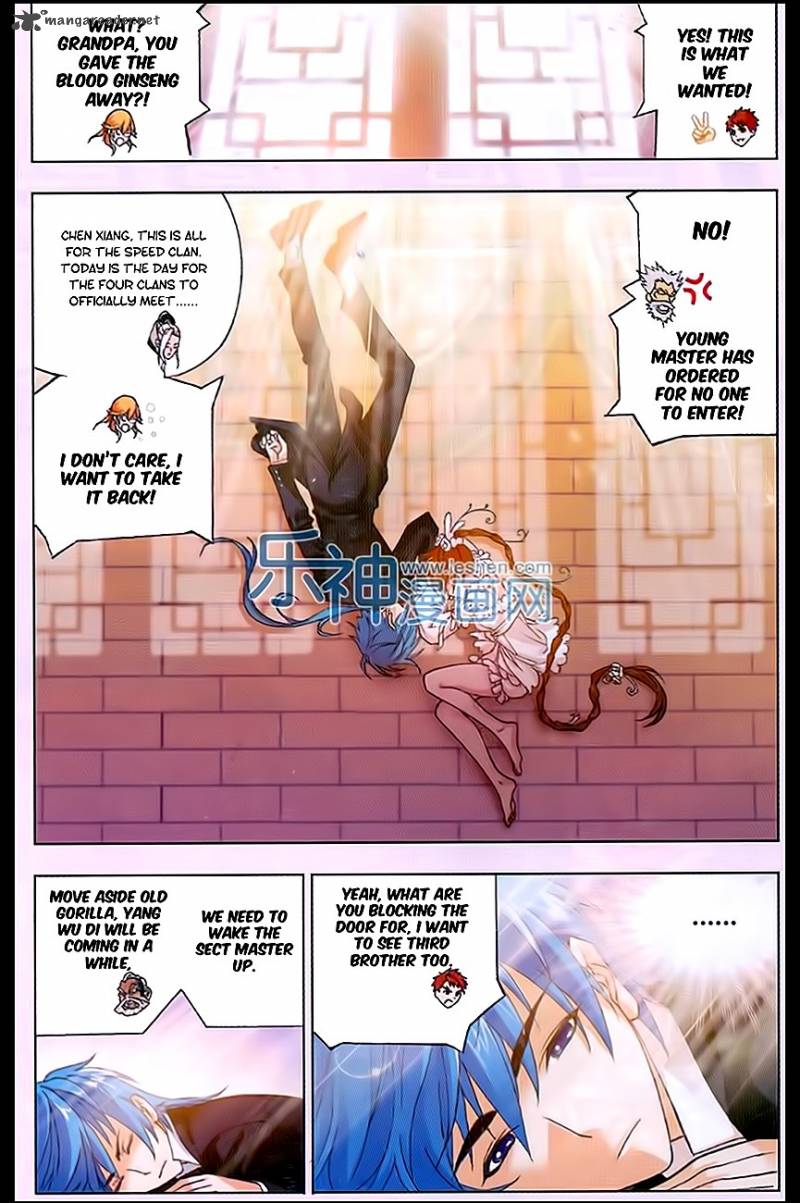 mangareader.net
WHAT?
GRANDPA, YOU
GAVE THE
BLOOD GINSENG
AWAY?!
YES! THIS
IS WHAT
WE
WANTED!
CHEN XIANG, THIS IS ALL
FOR THE SPEED CLAN.
TODAY IS THE DAY FOR
THE FOUR CLANS TO
OFFICIALLY MEET......
NO!
YOUNG
MASTER HAS
ORDERED
FOR NO ONE
TO ENTER!
I DON'T CARE, I
WANT TO TAKE
IT BACK!
www.leshen.com
乐神漫画网
MOVE ASIDE OLD
GORILLA, YANG
WU DI WILL BE
COMING IN A
WHILE,
WE NEED TO
WAKE THE
SECT MASTER
UP.
YEAH, WHAT ARE
YOU BLOCKING THE
DOOR FOR, I WANT
TO SEE THIRD
BROTHER TOO,
......